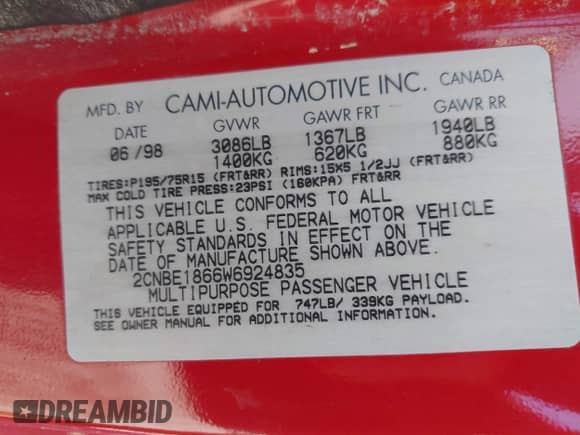 MFD. BY CAMI-AUTOMOTIVE INC. CANADA
DATE GVWR GAWR FRT GAWR RR
06/98 3086LB 1367LB 1940LB
1400KG 620KG 880KG
TIRES:P195/75R15 (FRT&RR) RIMS:15X5 1/2JJ (FRT&RR)
MAX COLD TIRE PRESS:23PSI (160KPA) FRT&RR
THIS VEHICLE CONFORMS TO ALL
APPLICABLE U.S. FEDERAL MOTOR VEHICLE
SAFETY STANDARDS IN EFFECT ON THE
DATE OF MANUFACTURE SHOWN ABOVE.
2CNBE1866W6924835
MULTIPURPOSE PASSENGER VEHICLE
THIS VEHICLE EQUIPPED FOR 747LB/ 339KG PAYLOAD.
SEE OWNER MANUAL FOR ADDITIONAL INFORMATION.
DREAMBID